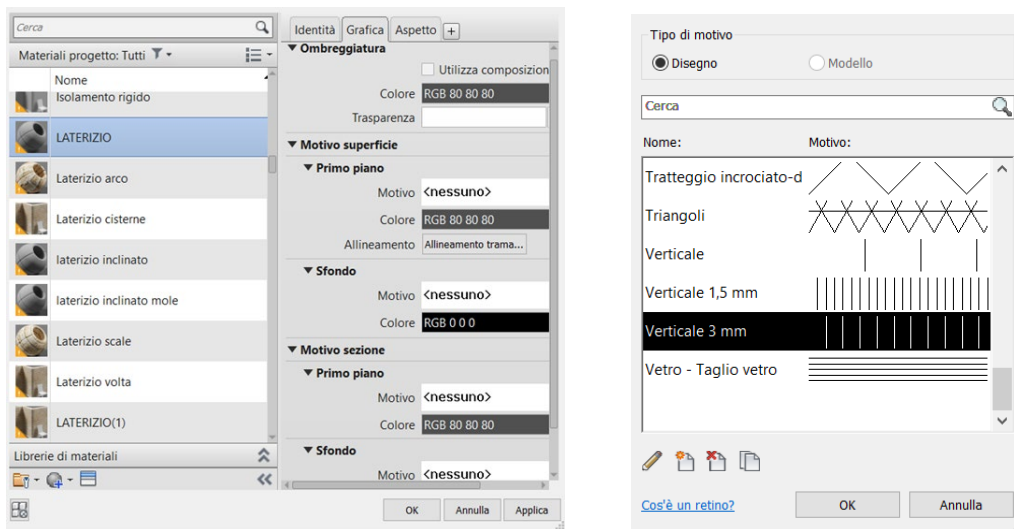 Cerca
Materiali progetto: Tutti
Nome
Isolamento rigido
LATERIZIO
Laterizio arco
Laterizio cisterne
laterizio inclinato
laterizio inclinato mole
Laterizio scale
Laterizio volta
LATERIZIO(1)
Librerie di materiali
Identità Grafica Aspetto +
Ombreggiatura
Utilizza composizion
Colore RGB 80 80 80
Trasparenza
Motivo superficie
Primo piano
Motivo <nessuno>
Colore RGB 80 80 80
Allineamento Allineamento trama...
Sfondo
Motivo <nessuno>
Colore RGB 0 0 0
Motivo sezione
Primo piano
Motivo <nessuno>
Colore RGB 80 80 80
Sfondo
Motivo <nessuno>
OK Annulla Applica
Tipo di motivo
Disegno Modello
Cerca
Nome: Motivo:
Tratteggio incrociato-d
Triangoli
Verticale
Verticale 1,5 mm
Verticale 3 mm
Vetro - Taglio vetro
Cos'è un retino? OK Annulla